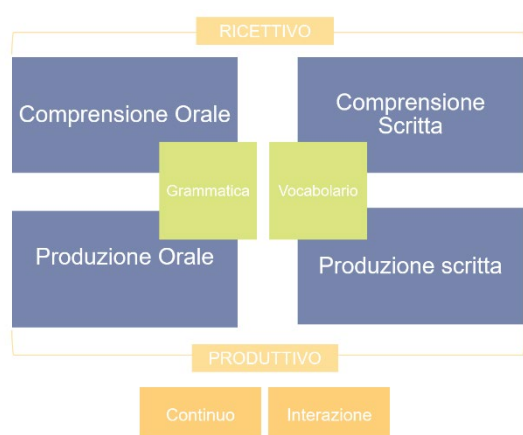 RICETTIVO
Comprensione Orale
Comprensione
Scritta
Grammatica
Vocabolario
Produzione Orale
Produzione scritta
PRODUTTIVO
Continuo
Interazione